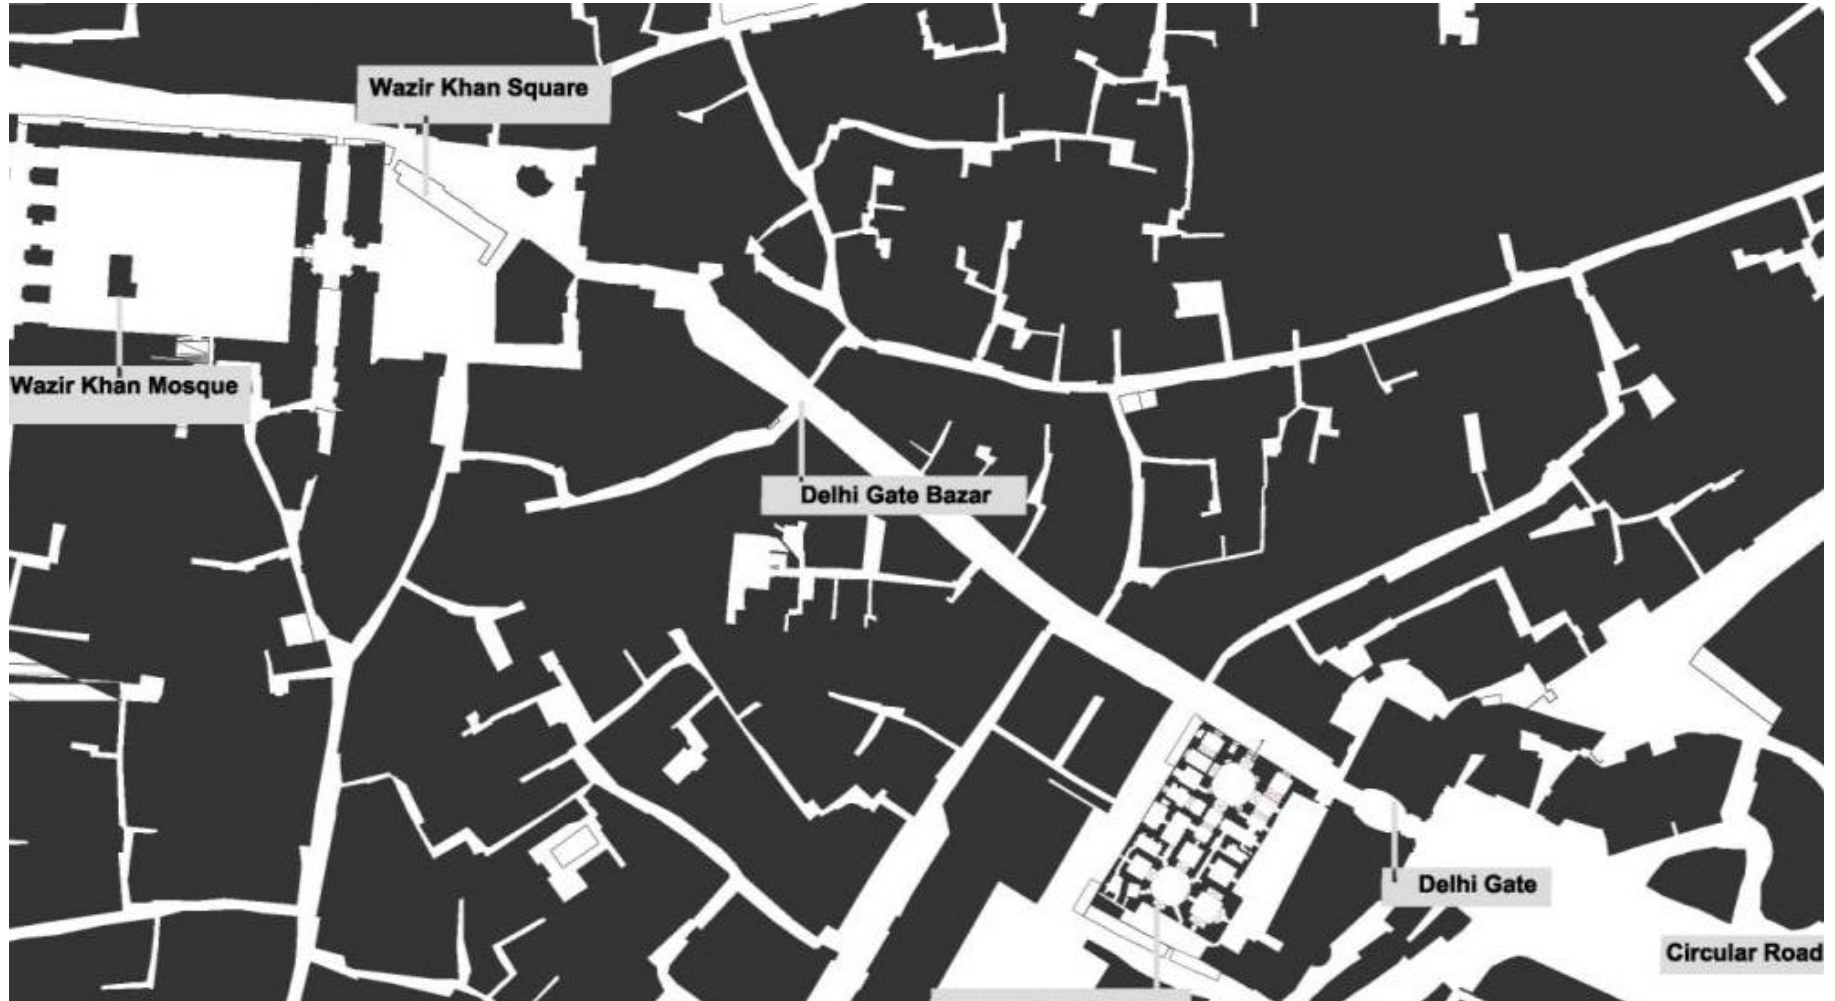 Wazir Khan Square
Wazir Khan Mosque
Delhi Gate Bazar
Delhi Gate
Circular Road